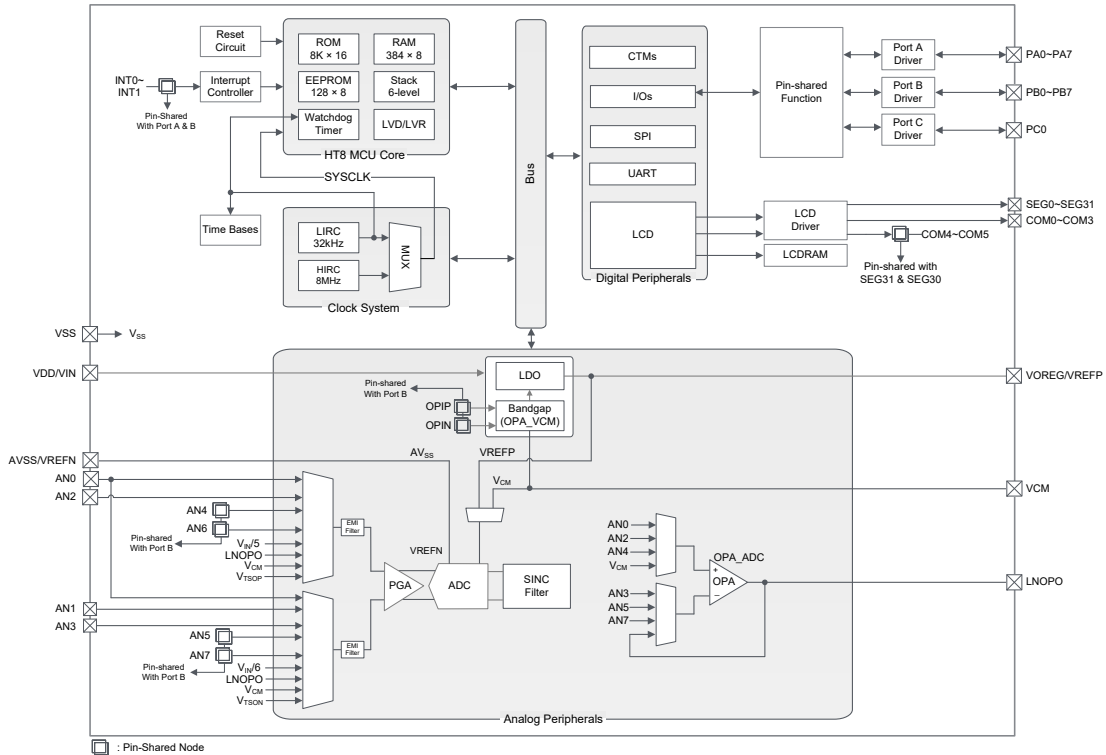 Reset
Circuit
INT0~
INT1
Interrupt
Controller
Pin-Shared
With Port A & B
ROM
8K × 16
RAM
384 × 8
EEPROM
128 × 8
Stack
6-level
Watchdog
Timer
LVD/LVR
HT8 MCU Core
SYSCLK
Time Bases
LIRC
32kHz
HIRC
8MHz
MUX
Clock System
Bus
CTMs
I/Os
SPI
UART
LCD
Digital Peripherals
Pin-shared
Function
Port A
Driver
Port B
Driver
Port C
Driver
PA0~PA7
PB0~PB7
PC0
LCD
Driver
LCDRAM
SEG0~SEG31
COM0~COM3
COM4~COM5
Pin-shared with
SEG31 & SEG30
VSS
VSS
VDD/VIN
Pin-shared
With Port B
OPIP
OPIN
LDO
Bandgap
(OPA_VCM)
VOREG/VREFP
AVSS/VREFN
AVSS
VREFP
VCM
VCM
AN0
AN2
AN4
AN6
Pin-shared
With Port B
VIN/5
LNOPO
VCM
VTSOP
EMI
Filter
VREFN
PGA
ADC
SINC
Filter
AN1
AN3
AN5
AN7
Pin-shared
With Port B
VIN/6
LNOPO
VCM
VTSON
EMI
Filter
AN0
AN2
AN4
VCM
AN3
AN5
AN7
OPA_ADC
+
OPA
−
LNOPO
Analog Peripherals
: Pin-Shared Node